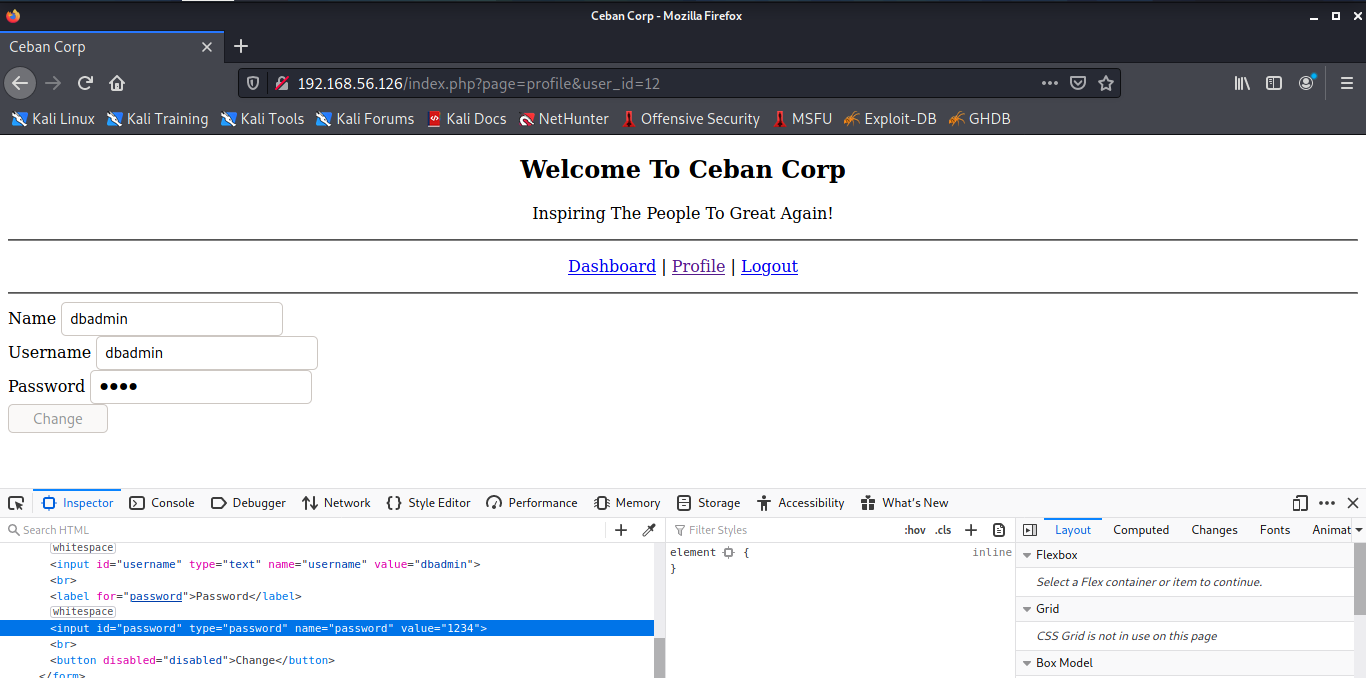 Ceban Corp - Mozilla Firefox
Ceban Corp
192.168.56.126/index.php?page=profile&user_id=12
Kali Linux Kali Training Kali Tools Kali Forums Kali Docs NetHunter Offensive Security MSFU Exploit-DB GHDB
Welcome To Ceban Corp
Inspiring The People To Great Again!
Dashboard | Profile | Logout
Name dbadmin
Username dbadmin
Password ●●●●
Change
Inspector Console Debugger Network Style Editor Performance Memory Storage Accessibility What's New
Search HTML Filter Styles :hov .cls Layout Computed Changes Fonts Animat
whitespace
<input id="username" type="text" name="username" value="dbadmin">
<br>
<label for="password">Password</label>
whitespace
<input id="password" type="password" name="password" value="1234">
<br>
<button disabled="disabled">Change</button>
</form>
element { inline
}
Flexbox
Select a Flex container or item to continue.
Grid
CSS Grid is not in use on this page
Box Model